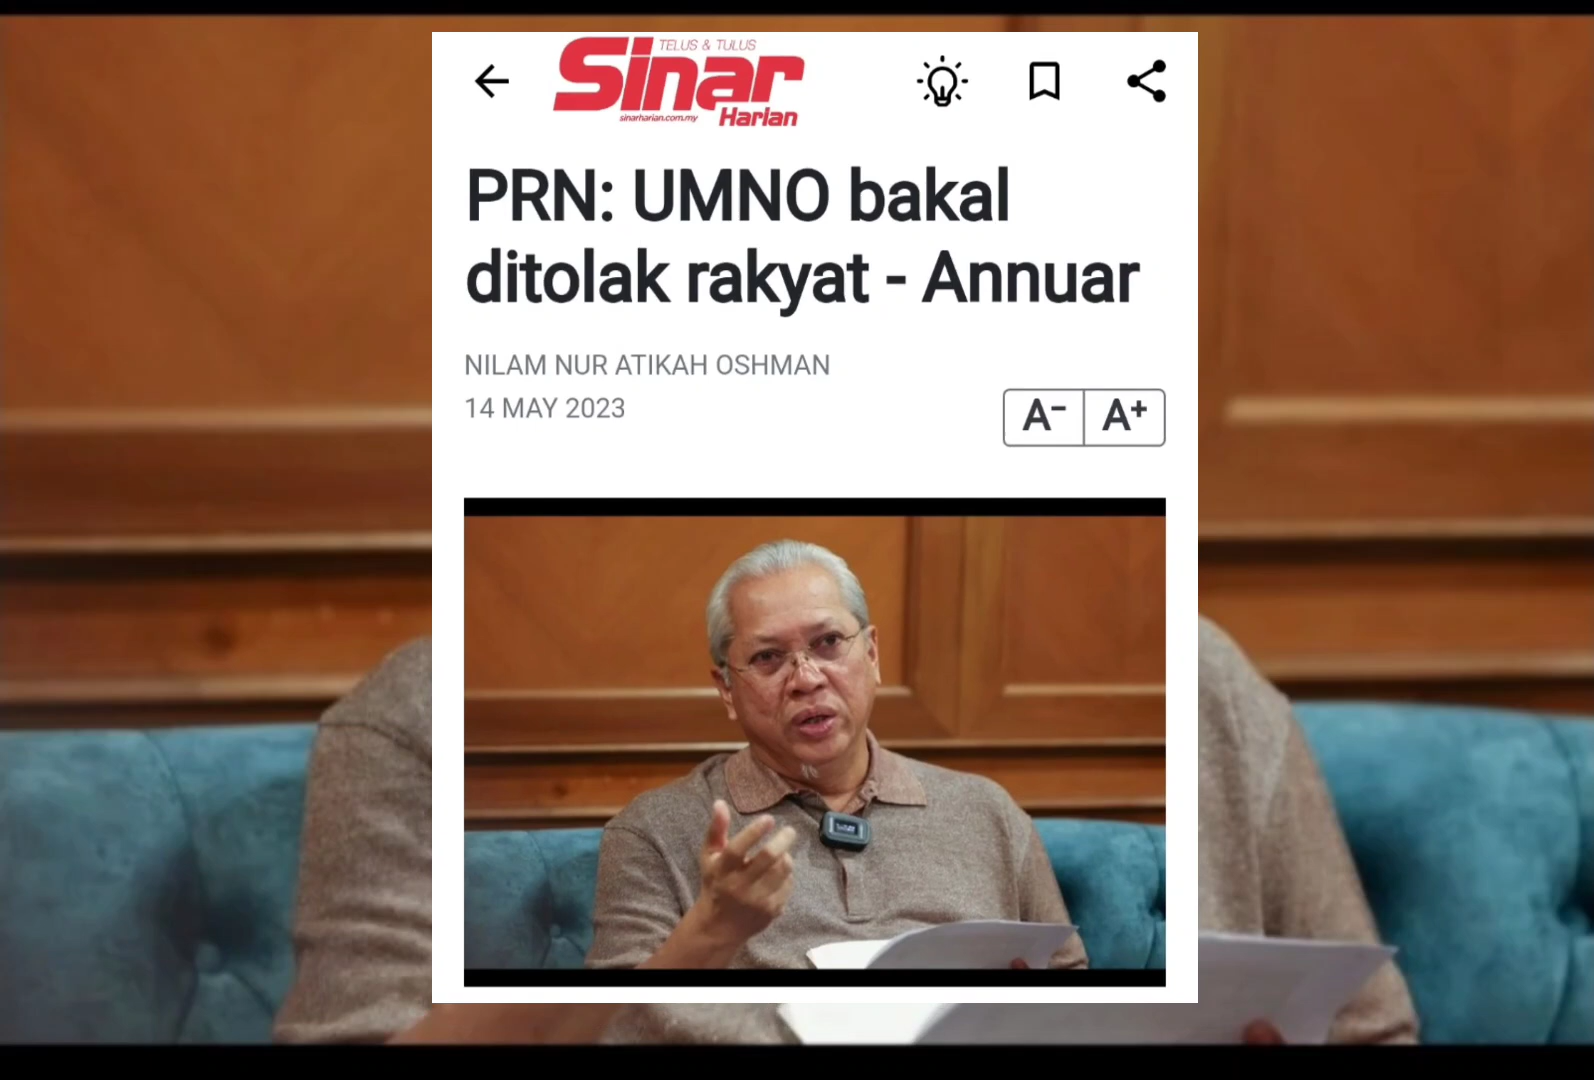 TELUS & TULUS
Sinar
Harian
sinarharian.com.my
PRN: UMNO bakal
ditolak rakyat - Annuar
NILAM NUR ATIKAH OSHMAN
14 MAY 2023
A- A+